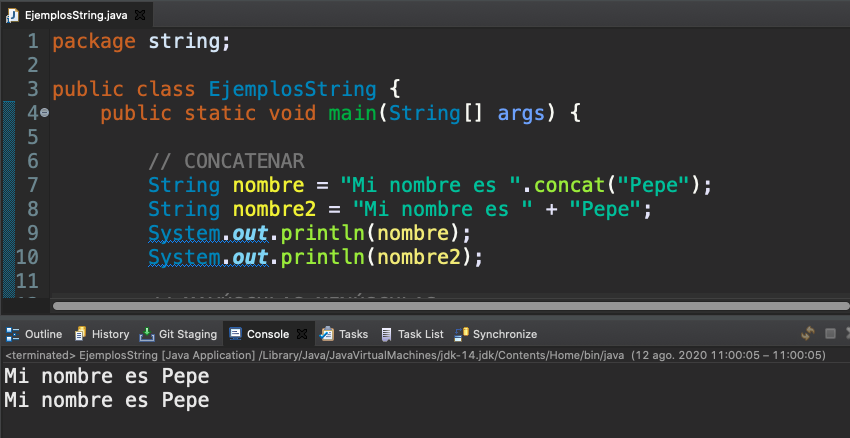 EjemplosString.java
1 package string;
2
3 public class EjemplosString {
4 public static void main(String[] args) {
5
6 // CONCATENAR
7 String nombre = "Mi nombre es ".concat("Pepe");
8 String nombre2 = "Mi nombre es " + "Pepe";
9 System.out.println(nombre);
10 System.out.println(nombre2);
11
Outline History Git Staging Console Tasks Task List Synchronize
<terminated> EjemplosString [Java Application] /Library/Java/JavaVirtualMachines/jdk-14.jdk/Contents/Home/bin/java (12 ago. 2020 11:00:05 – 11:00:05)
Mi nombre es Pepe
Mi nombre es Pepe